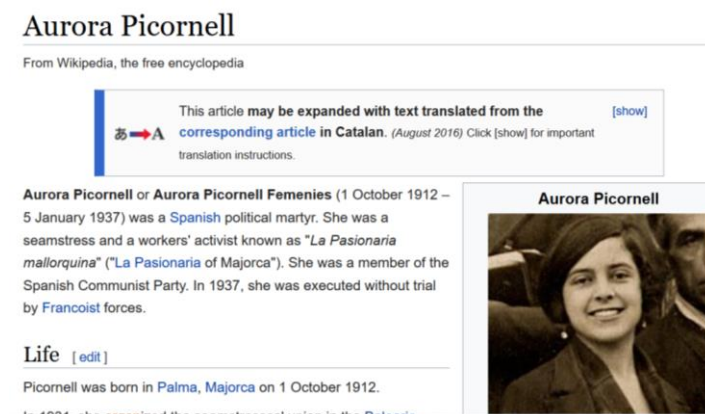 Aurora Picornell
From Wikipedia, the free encyclopedia
This article may be expanded with text translated from the [show]
corresponding article in Catalan. (August 2016) Click [show] for important
translation instructions.
あ A
Aurora Picornell or Aurora Picornell Femenies (1 October 1912 –
5 January 1937) was a Spanish political martyr. She was a
seamstress and a workers' activist known as "La Pasionaria
mallorquina" ("La Pasionaria of Majorca"). She was a member of the
Spanish Communist Party. In 1937, she was executed without trial
by Francoist forces.
Aurora Picornell
Life [edit]
Picornell was born in Palma, Majorca on 1 October 1912.